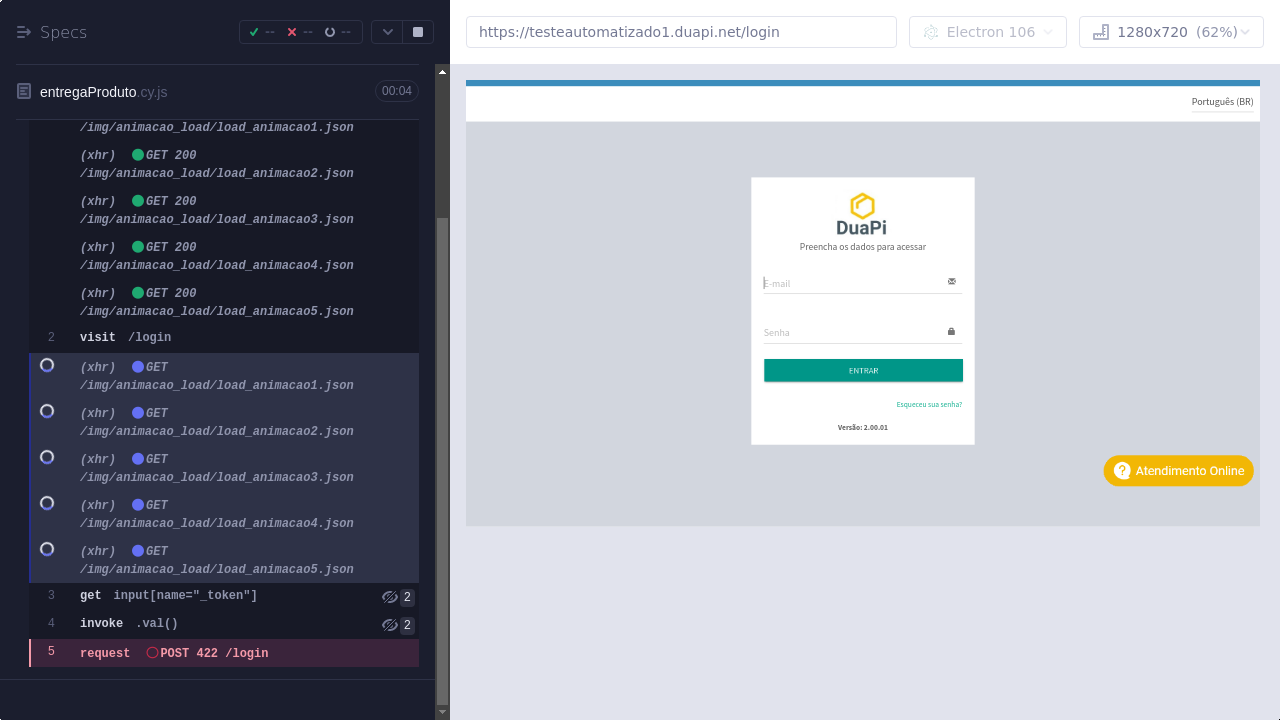 Specs
--
--
--
https://testeautomatizado1.duapi.net/login
Electron 106
1280x720 (62%)
entregaProduto.cy.js
00:04
/img/animacao_load/load_animacao1.json
(xhr) GET 200
/img/animacao_load/load_animacao2.json
(xhr) GET 200
/img/animacao_load/load_animacao3.json
(xhr) GET 200
/img/animacao_load/load_animacao4.json
(xhr) GET 200
/img/animacao_load/load_animacao5.json
2 visit /login
(xhr) GET
/img/animacao_load/load_animacao1.json
(xhr) GET
/img/animacao_load/load_animacao2.json
(xhr) GET
/img/animacao_load/load_animacao3.json
(xhr) GET
/img/animacao_load/load_animacao4.json
(xhr) GET
/img/animacao_load/load_animacao5.json
3 get input[name="_token"] 2
4 invoke .val() 2
5 request POST 422 /login
Português (BR)
DuaPi
Preencha os dados para acessar
E-mail
Senha
ENTRAR
Esqueceu sua senha?
Versão: 2.00.01
Atendimento Online